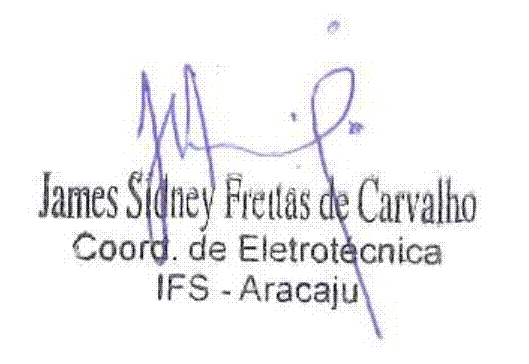 James Sidney Freitas de Carvalho
Coord. de Eletrotécnica
IFS - Aracaju